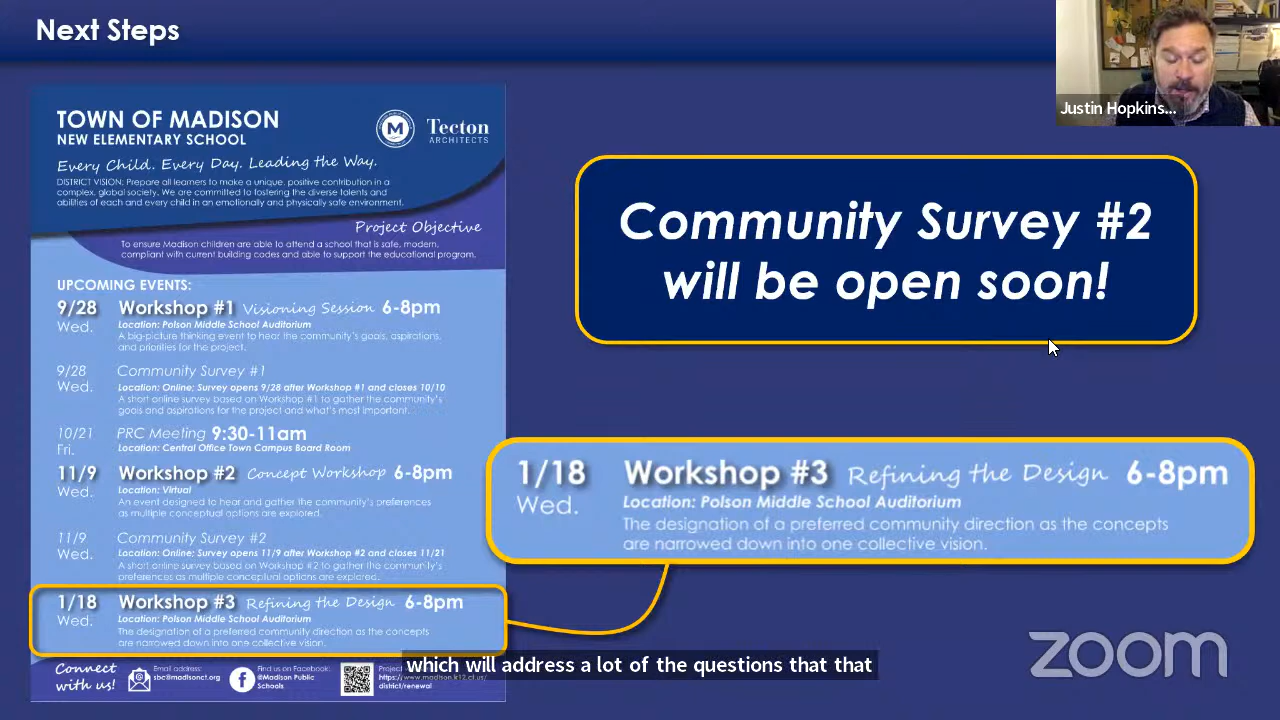 Next Steps
Justin Hopkins...
TOWN OF MADISON
NEW ELEMENTARY SCHOOL
M
Tecton
ARCHITECTS
Every Child. Every Day. Leading the Way.
DISTRICT VISION: Prepare all learners to make a unique, positive contribution in a
complex, global society. We are committed to fostering the diverse talents and
abilities of each and every child in an emotionally and physically safe environment.
Project Objective
To ensure Madison children are able to attend a school that is safe, modern,
compliant with current building codes and able to support the educational program.
UPCOMING EVENTS:
9/28 Workshop #1 Visioning Session 6-8pm
Wed. Location: Polson Middle School Auditorium
A big-picture thinking event to hear the community's goals, aspirations,
and priorities for the project.
9/28 Community Survey #1
Wed. Location: Online; Survey opens 9/28 after Workshop #1 and closes 10/10
A short online survey based on Workshop #1 to gather the community's
goals and aspirations for the project and what's most important.
10/21 PRC Meeting 9:30-11am
Fri. Location: Central Office Town Campus Board Room
11/9 Workshop #2 Concept Workshop 6-8pm
Wed. Location: Virtual
An event designed to hear and gather the community's preferences
as multiple conceptual options are explored.
11/9 Community Survey #2
Wed. Location: Online; Survey opens 11/9 after Workshop #2 and closes 11/21
A short online survey based on Workshop #2 to gather the community's
preferences as multiple conceptual options are explored.
1/18 Workshop #3 Refining the Design 6-8pm
Wed. Location: Polson Middle School Auditorium
The designation of a preferred community direction as the concepts
are narrowed down into one collective vision.
Connect
with us!
Email address:
sbc@madisonct.org
Find us on Facebook:
@Madison Public
Schools
Project
https://www.madison.k12.ct.us/
district/renewal
Community Survey #2
will be open soon!
1/18 Workshop #3 Refining the Design 6-8pm
Wed. Location: Polson Middle School Auditorium
The designation of a preferred community direction as the concepts
are narrowed down into one collective vision.
which will address a lot of the questions that that
zoom